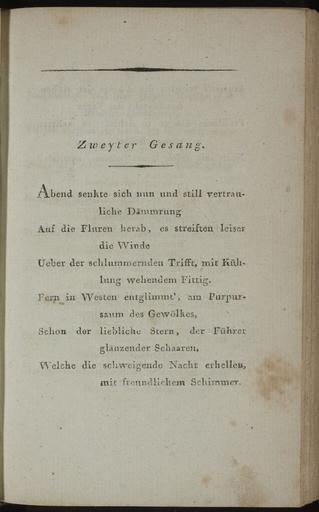 Zweyter Gesang.
Abend senkte sich nun und still vertrau-
liche Dämmrung
Auf die Fluren herab, es streiften leiser
die Winde
Ueber der schlummernden Trifft, mit Küh-
lung wehendem Fittig.
Fern in Westen entglimmt', am Purpur-
saum des Gewölkes,
Schon der liebliche Stern, der Führer
glänzender Schaaren,
Welche die schweigende Nacht erhellen,
mit freundlichem Schimmer.